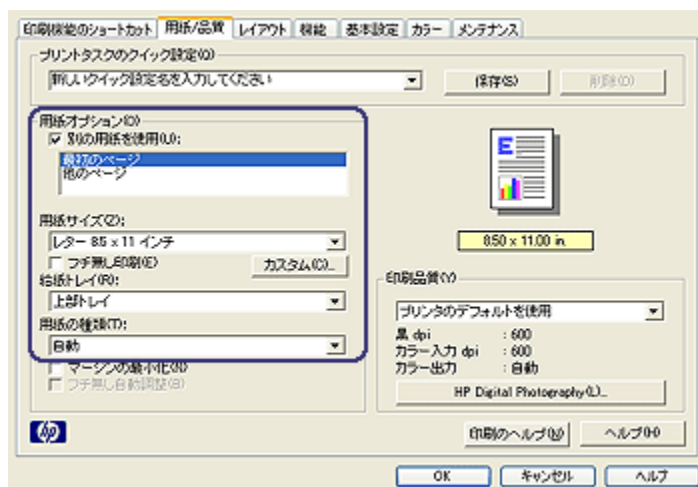 印刷機能のショートカット 用紙/品質 レイアウト 機能 基本設定 カラー メンテナンス
プリントタスクのクイック設定(Q)
新しいクイック設定名を入力してください 保存(S) 削除(D)
用紙オプション(O)
別の用紙を使用(U):
最初のページ
他のページ
用紙サイズ(Z):
レター 8.5 x 11 インチ
フチ無し印刷(E) カスタム(C)...
給紙トレイ(R):
上部トレイ
用紙の種類(T):
自動
マージンの最小化(N)
フチ無し自動調整(B)
E
8.50 x 11.00 in.
印刷品質(Y)
プリンタのデフォルトを使用
黒 dpi : 600
カラー入力 dpi : 600
カラー出力 : 自動
HP Digital Photography(L)...
hp
印刷のヘルプ(N) ヘルプ(H)
OK キャンセル ヘルプ